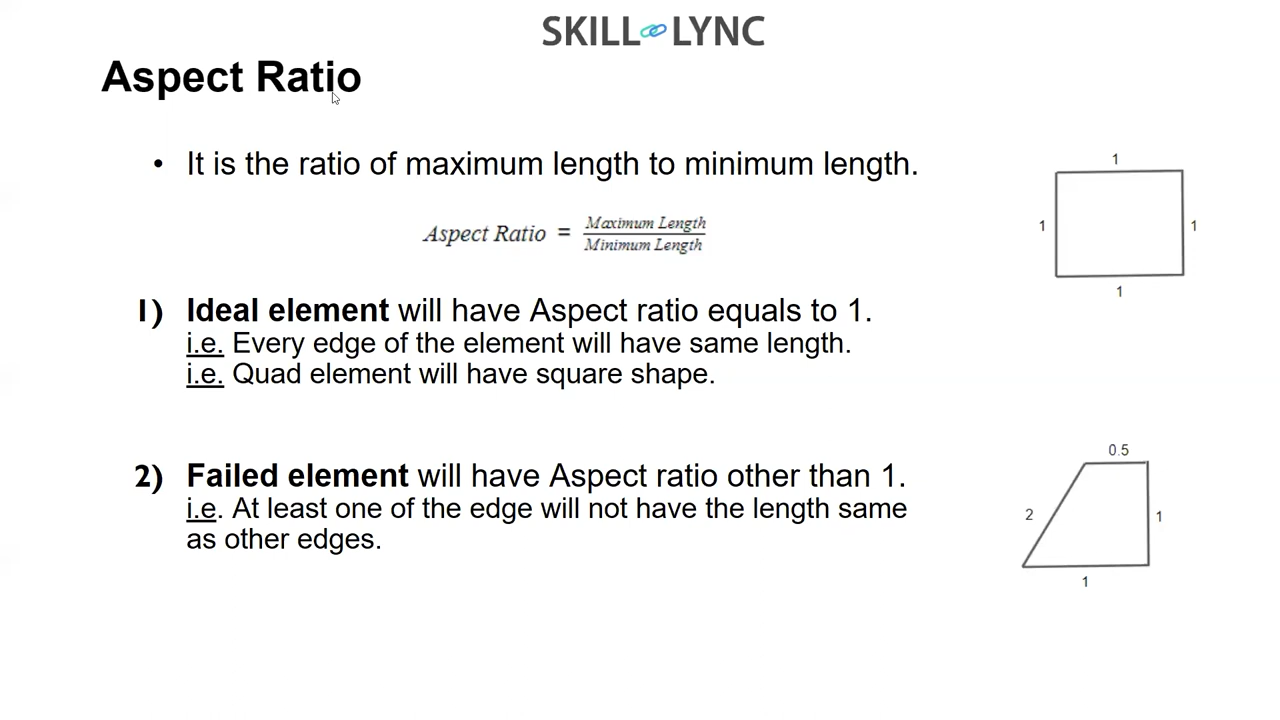 SKILL LYNC
Aspect Ratio
• It is the ratio of maximum length to minimum length.
Aspect Ratio = Maximum Length / Minimum Length
1) Ideal element will have Aspect ratio equals to 1.
i.e. Every edge of the element will have same length.
i.e. Quad element will have square shape.
1
1
1
1
2) Failed element will have Aspect ratio other than 1.
i.e. At least one of the edge will not have the length same
as other edges.
0.5
2
1
1